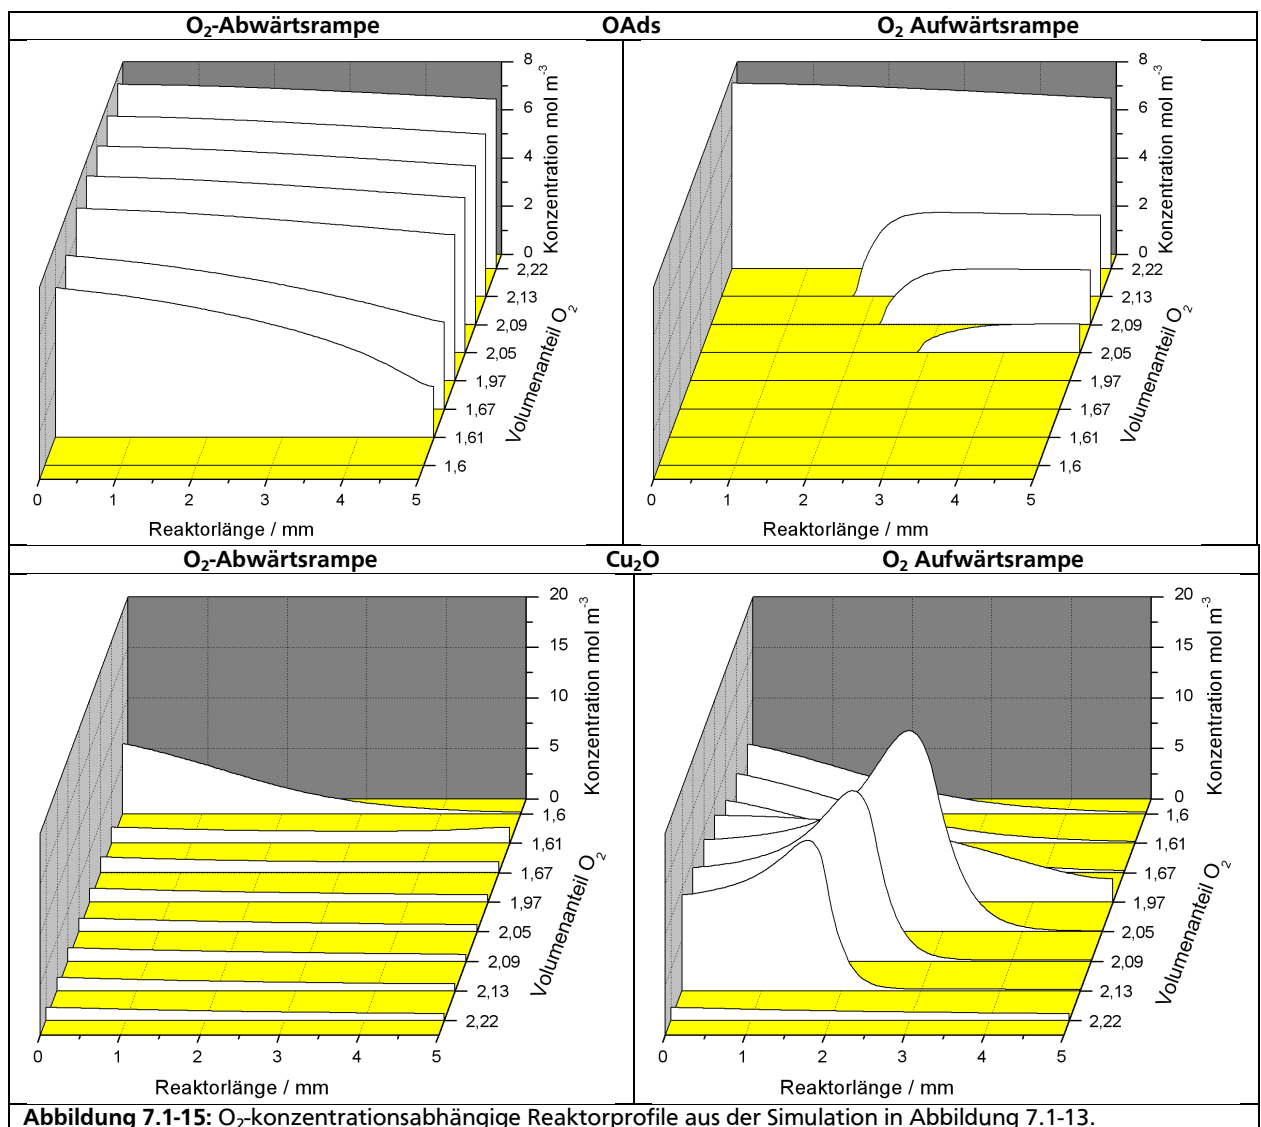 O₂-Abwärtsrampe OAds O₂ Aufwärtsrampe
8
6
4
2
0
Konzentration mol m⁻³
2,22
2,13
2,09
2,05
1,97
1,67
1,61
1,6
Volumenanteil O₂
0 1 2 3 4 5
Reaktorlänge / mm
8
6
4
2
0
Konzentration mol m⁻³
2,22
2,13
2,09
2,05
1,97
1,67
1,61
1,6
Volumenanteil O₂
0 1 2 3 4 5
Reaktorlänge / mm
O₂-Abwärtsrampe Cu₂O O₂ Aufwärtsrampe
20
15
10
5
0
Konzentration mol m⁻³
1,6
1,61
1,67
1,97
2,05
2,09
2,13
2,22
Volumenanteil O₂
0 1 2 3 4 5
Reaktorlänge / mm
20
15
10
5
0
Konzentration mol m⁻³
1,6
1,61
1,67
1,97
2,05
2,09
2,13
2,22
Volumenanteil O₂
0 1 2 3 4 5
Reaktorlänge / mm
Abbildung 7.1-15: O₂-konzentrationsabhängige Reaktorprofile aus der Simulation in Abbildung 7.1-13.